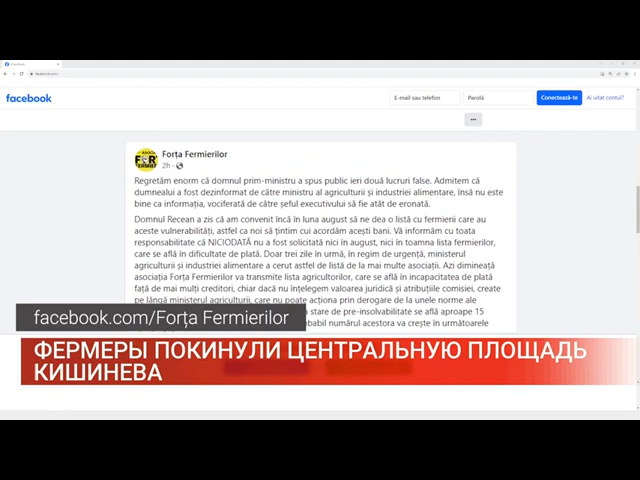 Facebook
facebook.com
facebook
E-mail sau telefon
Parolă
Conectează-te
Ai uitat contul?
Forța Fermierilor
2h
Regretăm enorm că domnul prim-ministru a spus public ieri două lucruri false. Admitem că
dumnealui a fost dezinformat de către ministru al agriculturii și industriei alimentare, însă nu este
bine ca informația, vociferată de către șeful executivului să fie atât de eronată.
Domnul Recean a zis că am convenit încă în luna august să ne dea o listă cu fermierii care au
aceste vulnerabilități, astfel ca noi să țintim cui acordăm acești bani. Vă informăm cu toata
responsabilitate că NICIODATĂ nu a fost solicitată nici în august, nici în toamna lista fermierilor,
care se află în dificultate de plată. Doar trei zile în urmă, în regim de urgență, ministerul
agriculturii și industriei alimentare a cerut astfel de listă de la mai multe asociații. Azi dimineață
asociația Forța Fermierilor va transmite lista agricultorilor, care se află în incapacitatea de plată
față de mai mulți creditori, chiar dacă nu înțelegem valoarea juridică și atribuțiile comisiei, create
pe lângă ministerul agriculturii, care nu poate acționa prin derogare de la unele norme ale
stare de pre-insolvabilitate se află aproape 15
numărul acestora va crește în următoarele
facebook.com/Forța Fermierilor
ФЕРМЕРЫ ПОКИНУЛИ ЦЕНТРАЛЬНУЮ ПЛОЩАДЬ
КИШИНЕВА